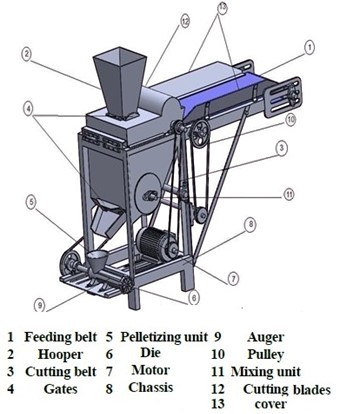 13
12
2
1
4
10
3
11
5
8
7
9
6
1 Feeding belt 5 Pelletizing unit 9 Auger
2 Hooper 6 Die 10 Pulley
3 Cutting belt 7 Motor 11 Mixing unit
4 Gates 8 Chassis 12 Cutting blades
13 cover